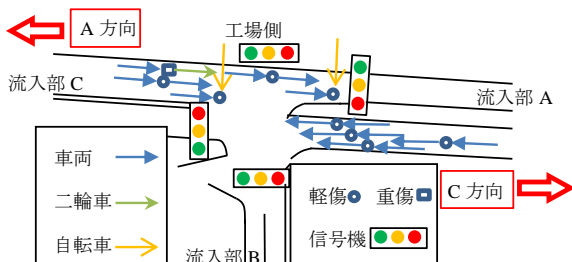 A 方向
工場側
流入部 C
流入部 A
車両
二輪車
自転車
流入部 B
軽傷
重傷
信号機
C 方向